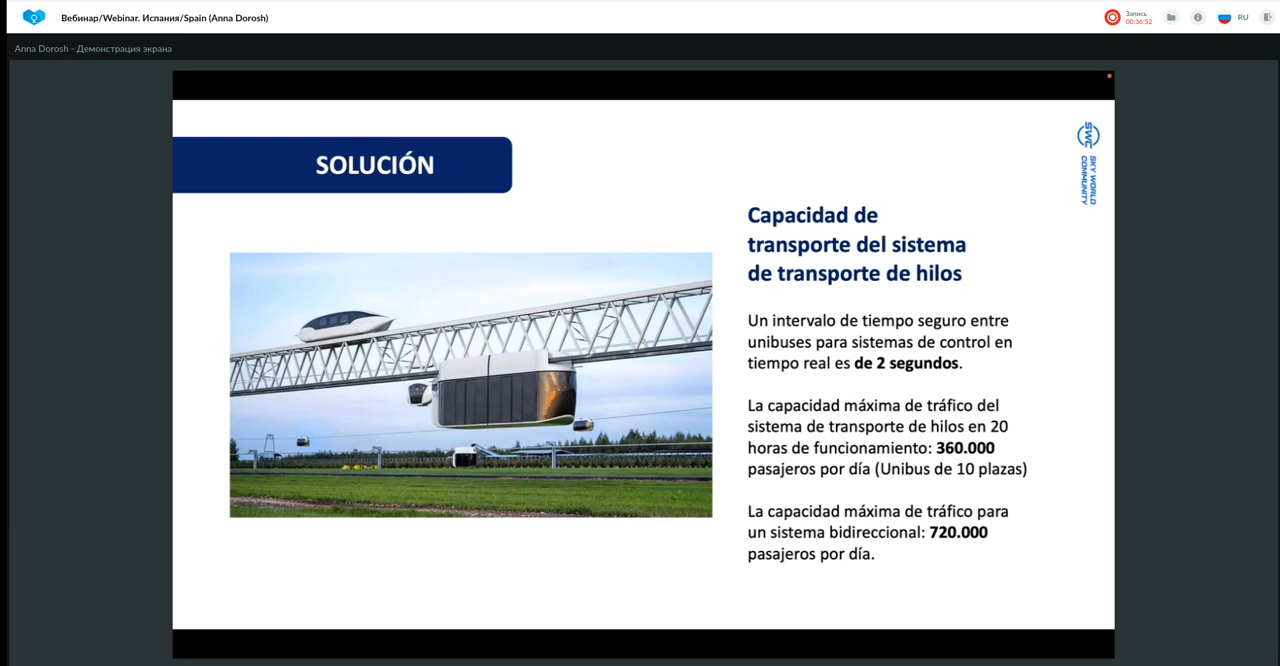 Вебинар/Webinar. Испания/Spain (Anna Dorosh)
Запись
00:36:52
RU
Anna Dorosh - Демонстрация экрана
SOLUCIÓN
SWC
SKY WORLD
COMMUNITY
Capacidad de
transporte del sistema
de transporte de hilos
Un intervalo de tiempo seguro entre
unibuses para sistemas de control en
tiempo real es de 2 segundos.
La capacidad máxima de tráfico del
sistema de transporte de hilos en 20
horas de funcionamiento: 360.000
pasajeros por día (Unibus de 10 plazas)
La capacidad máxima de tráfico para
un sistema bidireccional: 720.000
pasajeros por día.